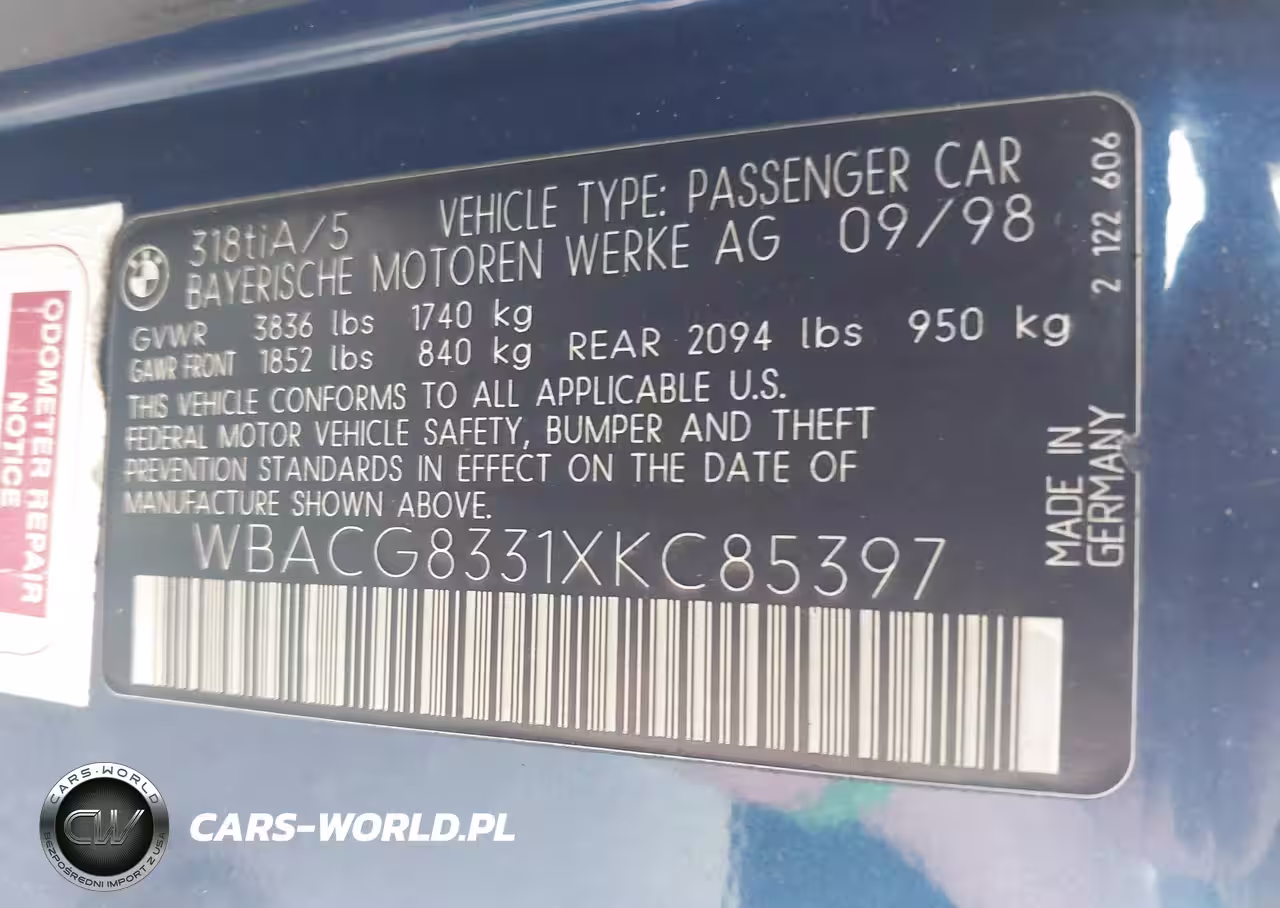 318tiA/5 VEHICLE TYPE: PASSENGER CAR
BAYERISCHE MOTOREN WERKE AG 09/98
GVWR 3836 lbs 1740 kg
GAWR FRONT 1852 lbs 840 kg REAR 2094 lbs 950 kg
THIS VEHICLE CONFORMS TO ALL APPLICABLE U.S.
FEDERAL MOTOR VEHICLE SAFETY, BUMPER AND THEFT
PREVENTION STANDARDS IN EFFECT ON THE DATE OF
MANUFACTURE SHOWN ABOVE.
WBACG8331XKC85397
2 122 606
MADE IN
GERMANY
ODOMETER REPAIR
NOTICE
CARS-WORLD
CW
BEZPOŚREDNI IMPORT Z USA
CARS-WORLD.PL